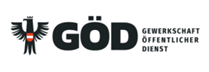 GÖD
GEWERKSCHAFT
ÖFFENTLICHER
DIENST